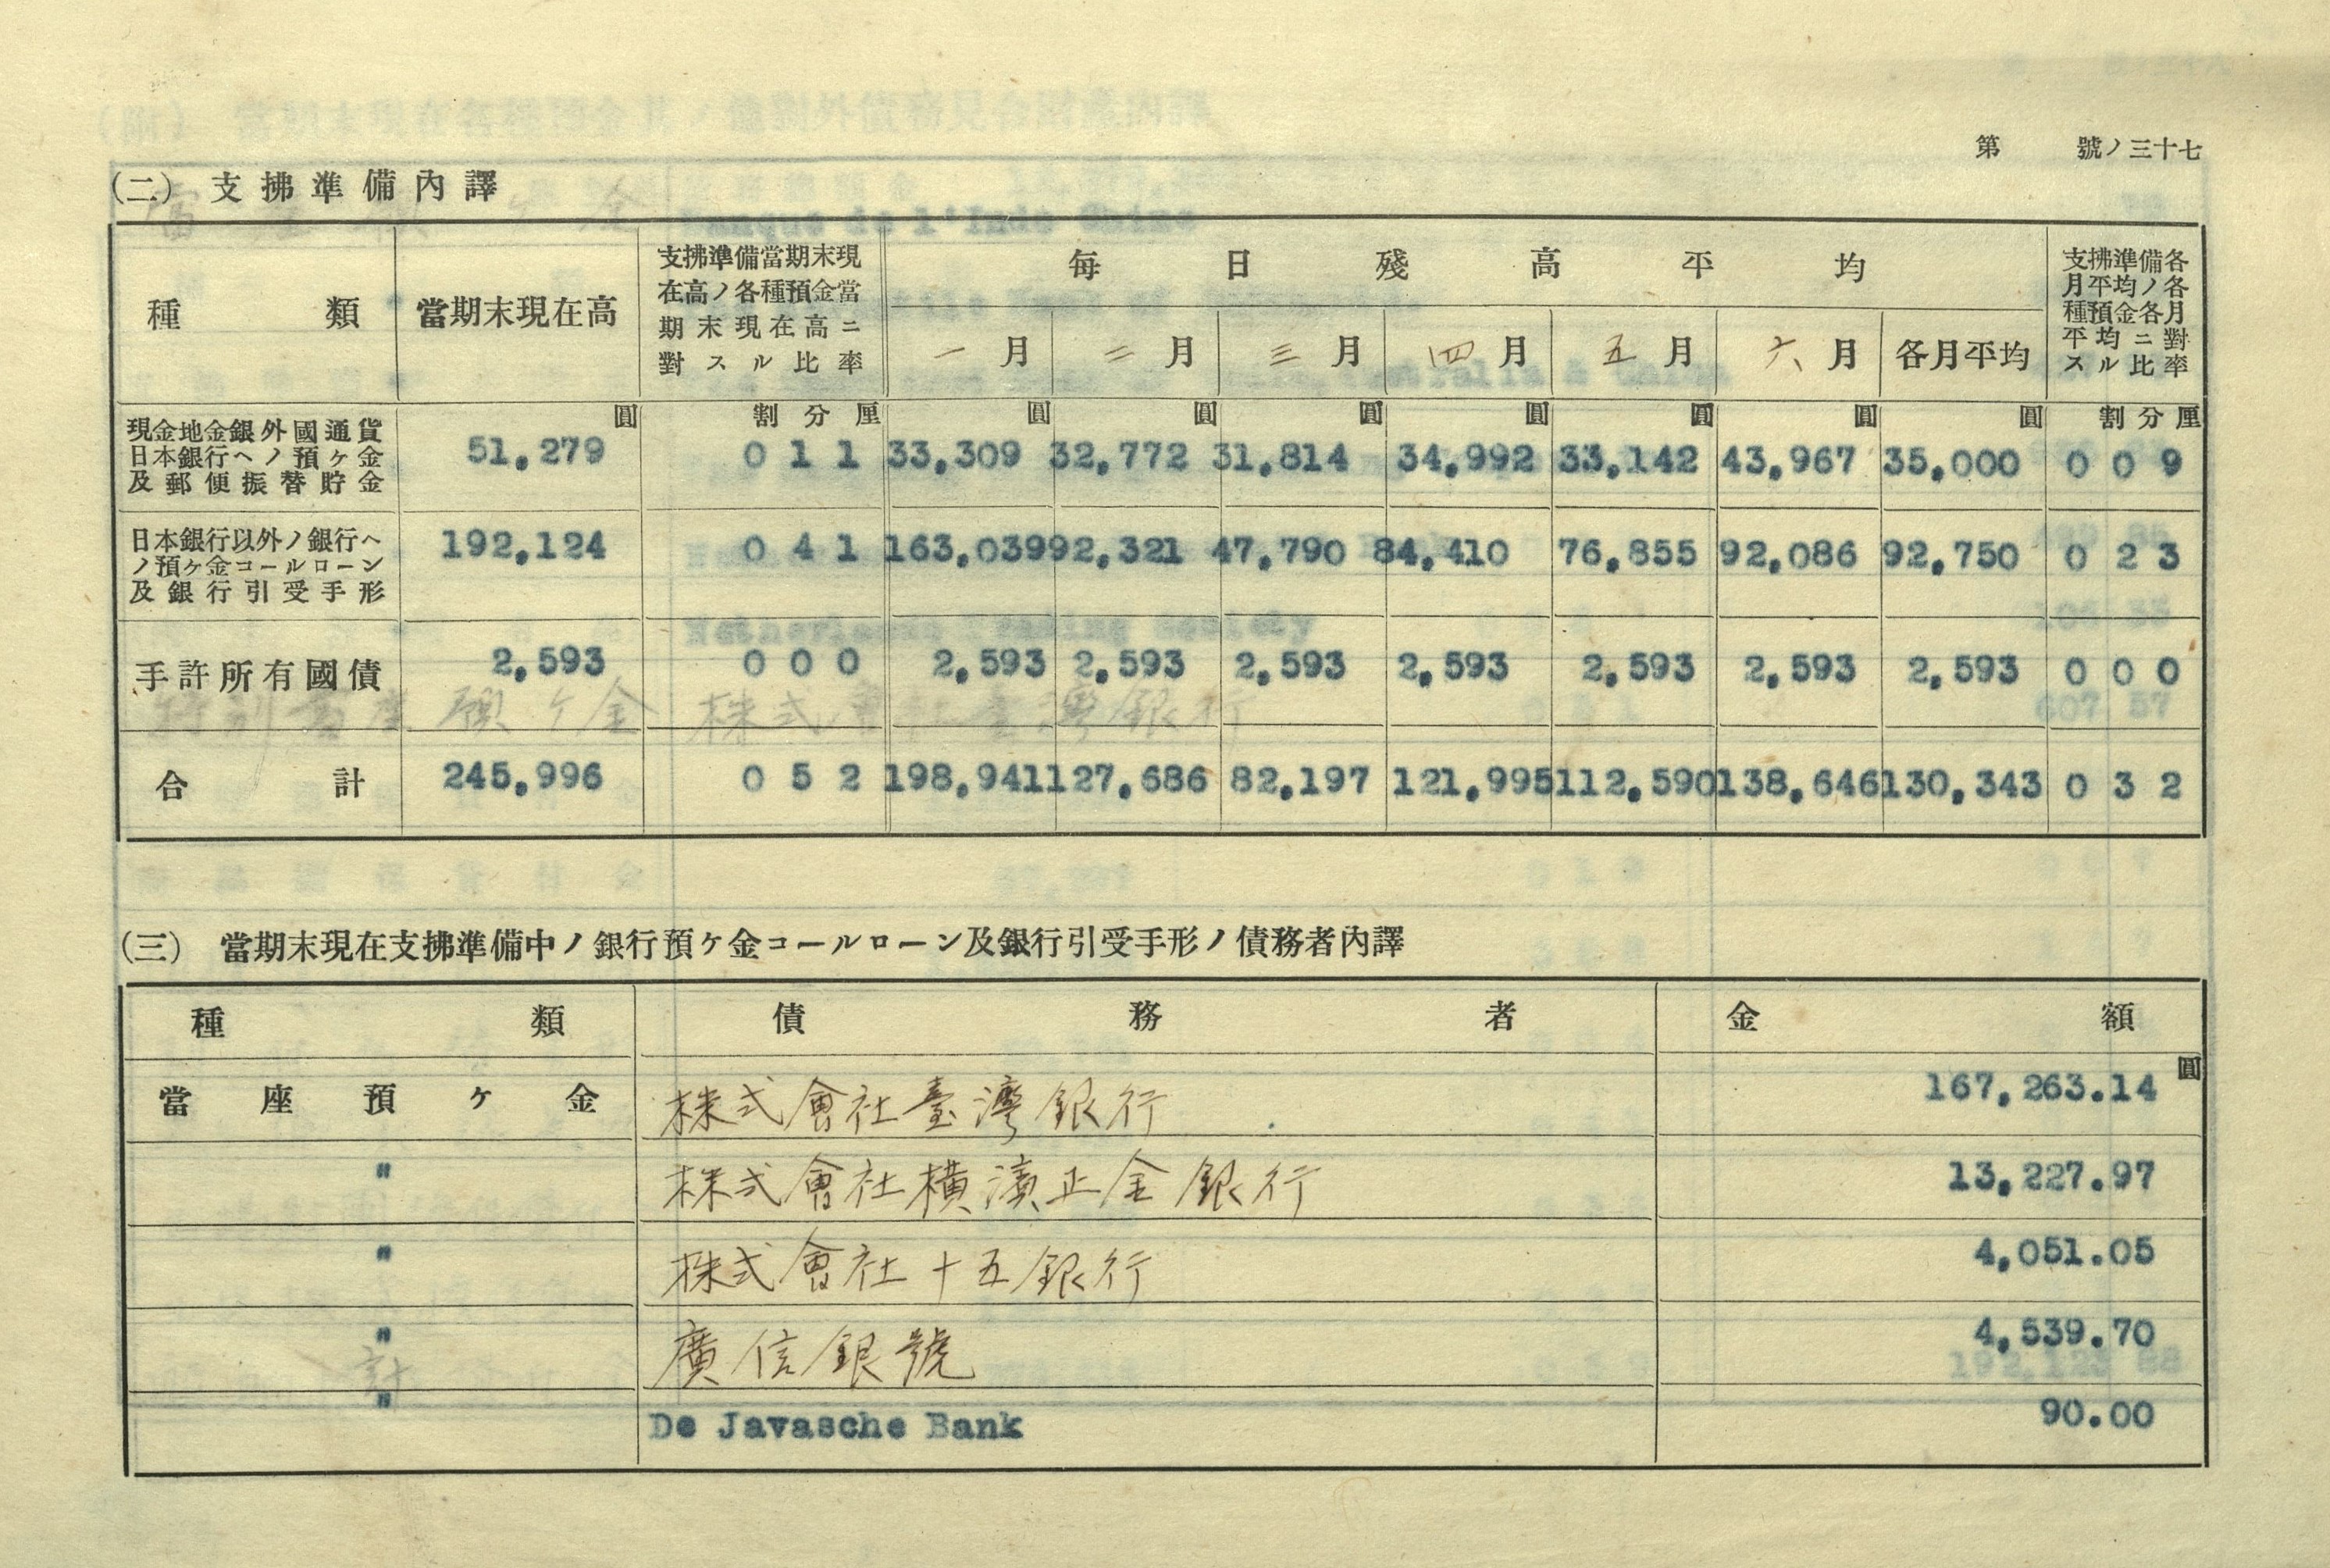 第 號ノ三十七
(二) 支拂準備內譯
種類 當期末現在高 支拂準備當期末現在高ノ各種預金當期末現在高ニ對スル比率 每日殘高平均 支拂準備各月平均ノ各種預金各月平均ニ對スル比率
一月 二月 三月 四月 五月 六月 各月平均
圓 割分厘 圓 圓 圓 圓 圓 圓 圓 割分厘
現金地金銀外國通貨日本銀行ヘノ預ケ金及郵便振替貯金 51,279 0 1 1 33,309 32,772 31,814 34,992 33,142 43,967 35,000 0 0 9
日本銀行以外ノ銀行ヘノ預ケ金コールローン及銀行引受手形 192,124 0 4 1 163,039 92,321 47,790 84,410 76,855 92,086 92,750 0 2 3
手許所有國債 2,593 0 0 0 2,593 2,593 2,593 2,593 2,593 2,593 2,593 0 0 0
合計 245,996 0 5 2 198,941 127,686 82,197 121,995 112,590 138,646 130,343 0 3 2
(三) 當期末現在支拂準備中ノ銀行預ケ金コールローン及銀行引受手形ノ債務者內譯
種類 債務者 金額
圓
當座預ケ金 株式會社臺灣銀行 167,263.14
〃 株式會社橫濱正金銀行 13,227.97
〃 株式會社十五銀行 4,051.05
〃 廣信銀號 4,539.70
〃 De Javasche Bank 90.00